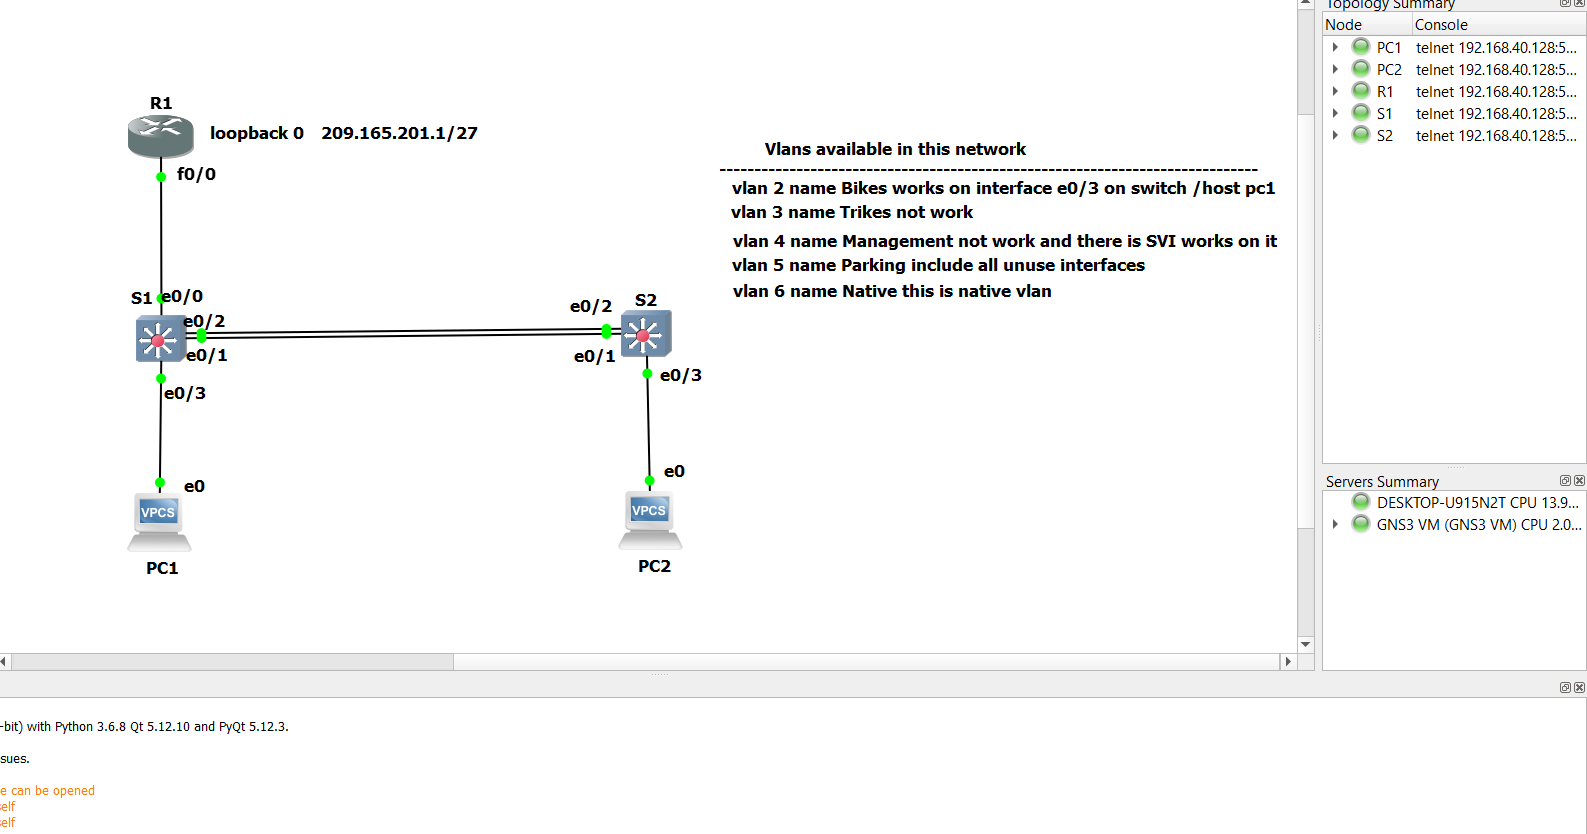 Topology Summary
Node Console
PC1 telnet 192.168.40.128:5...
PC2 telnet 192.168.40.128:5...
R1 telnet 192.168.40.128:5...
S1 telnet 192.168.40.128:5...
S2 telnet 192.168.40.128:5...
R1
loopback 0 209.165.201.1/27
f0/0
Vlans available in this network
--------------------------------------------------------------------------
vlan 2 name Bikes works on interface e0/3 on switch /host pc1
vlan 3 name Trikes not work
vlan 4 name Management not work and there is SVI works on it
vlan 5 name Parking include all unuse interfaces
vlan 6 name Native this is native vlan
S1 e0/0
e0/2
e0/1
e0/3
e0/2
S2
e0/1
e0/3
e0
e0
VPCS
VPCS
PC1
PC2
Servers Summary
DESKTOP-U915N2T CPU 13.9...
GNS3 VM (GNS3 VM) CPU 2.0...
-bit) with Python 3.6.8 Qt 5.12.10 and PyQt 5.12.3.
sues.
e can be opened
self
self